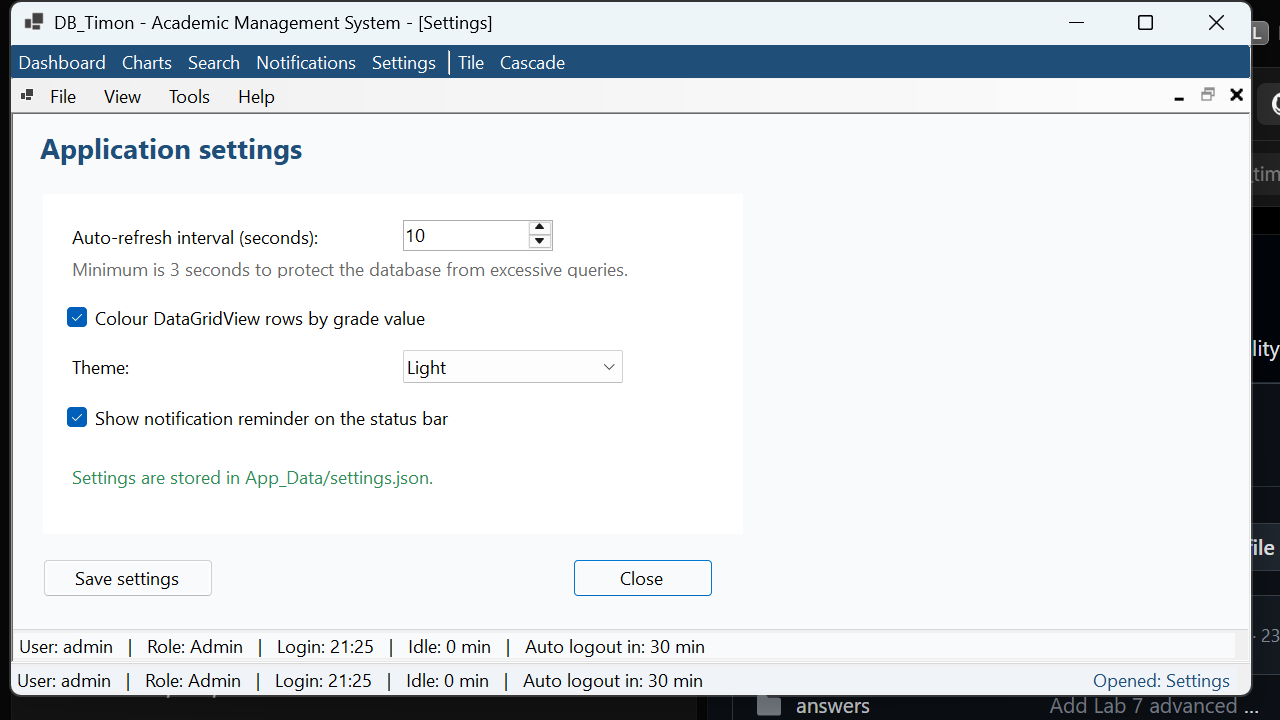 DB_Timon - Academic Management System - [Settings]
Dashboard Charts Search Notifications Settings Tile Cascade
File View Tools Help
Application settings
Auto-refresh interval (seconds): 10
Minimum is 3 seconds to protect the database from excessive queries.
Colour DataGridView rows by grade value
Theme: Light
Show notification reminder on the status bar
Settings are stored in App_Data/settings.json.
Save settings Close
User: admin | Role: Admin | Login: 21:25 | Idle: 0 min | Auto logout in: 30 min
User: admin | Role: Admin | Login: 21:25 | Idle: 0 min | Auto logout in: 30 min Opened: Settings
answers Add Lab 7 advanced ...